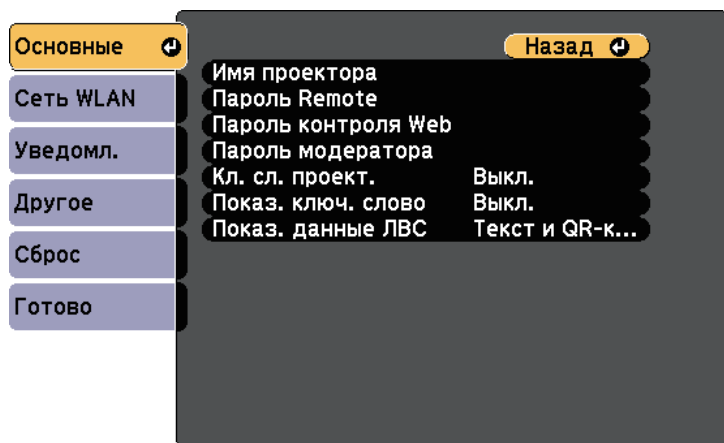 Основные
Сеть WLAN
Уведомл.
Другое
Сброс
Готово
Назад
Имя проектора
Пароль Remote
Пароль контроля Web
Пароль модератора
Кл. сл. проект. Выкл.
Показ. ключ. слово Выкл.
Показ. данные ЛВС Текст и QR-к...